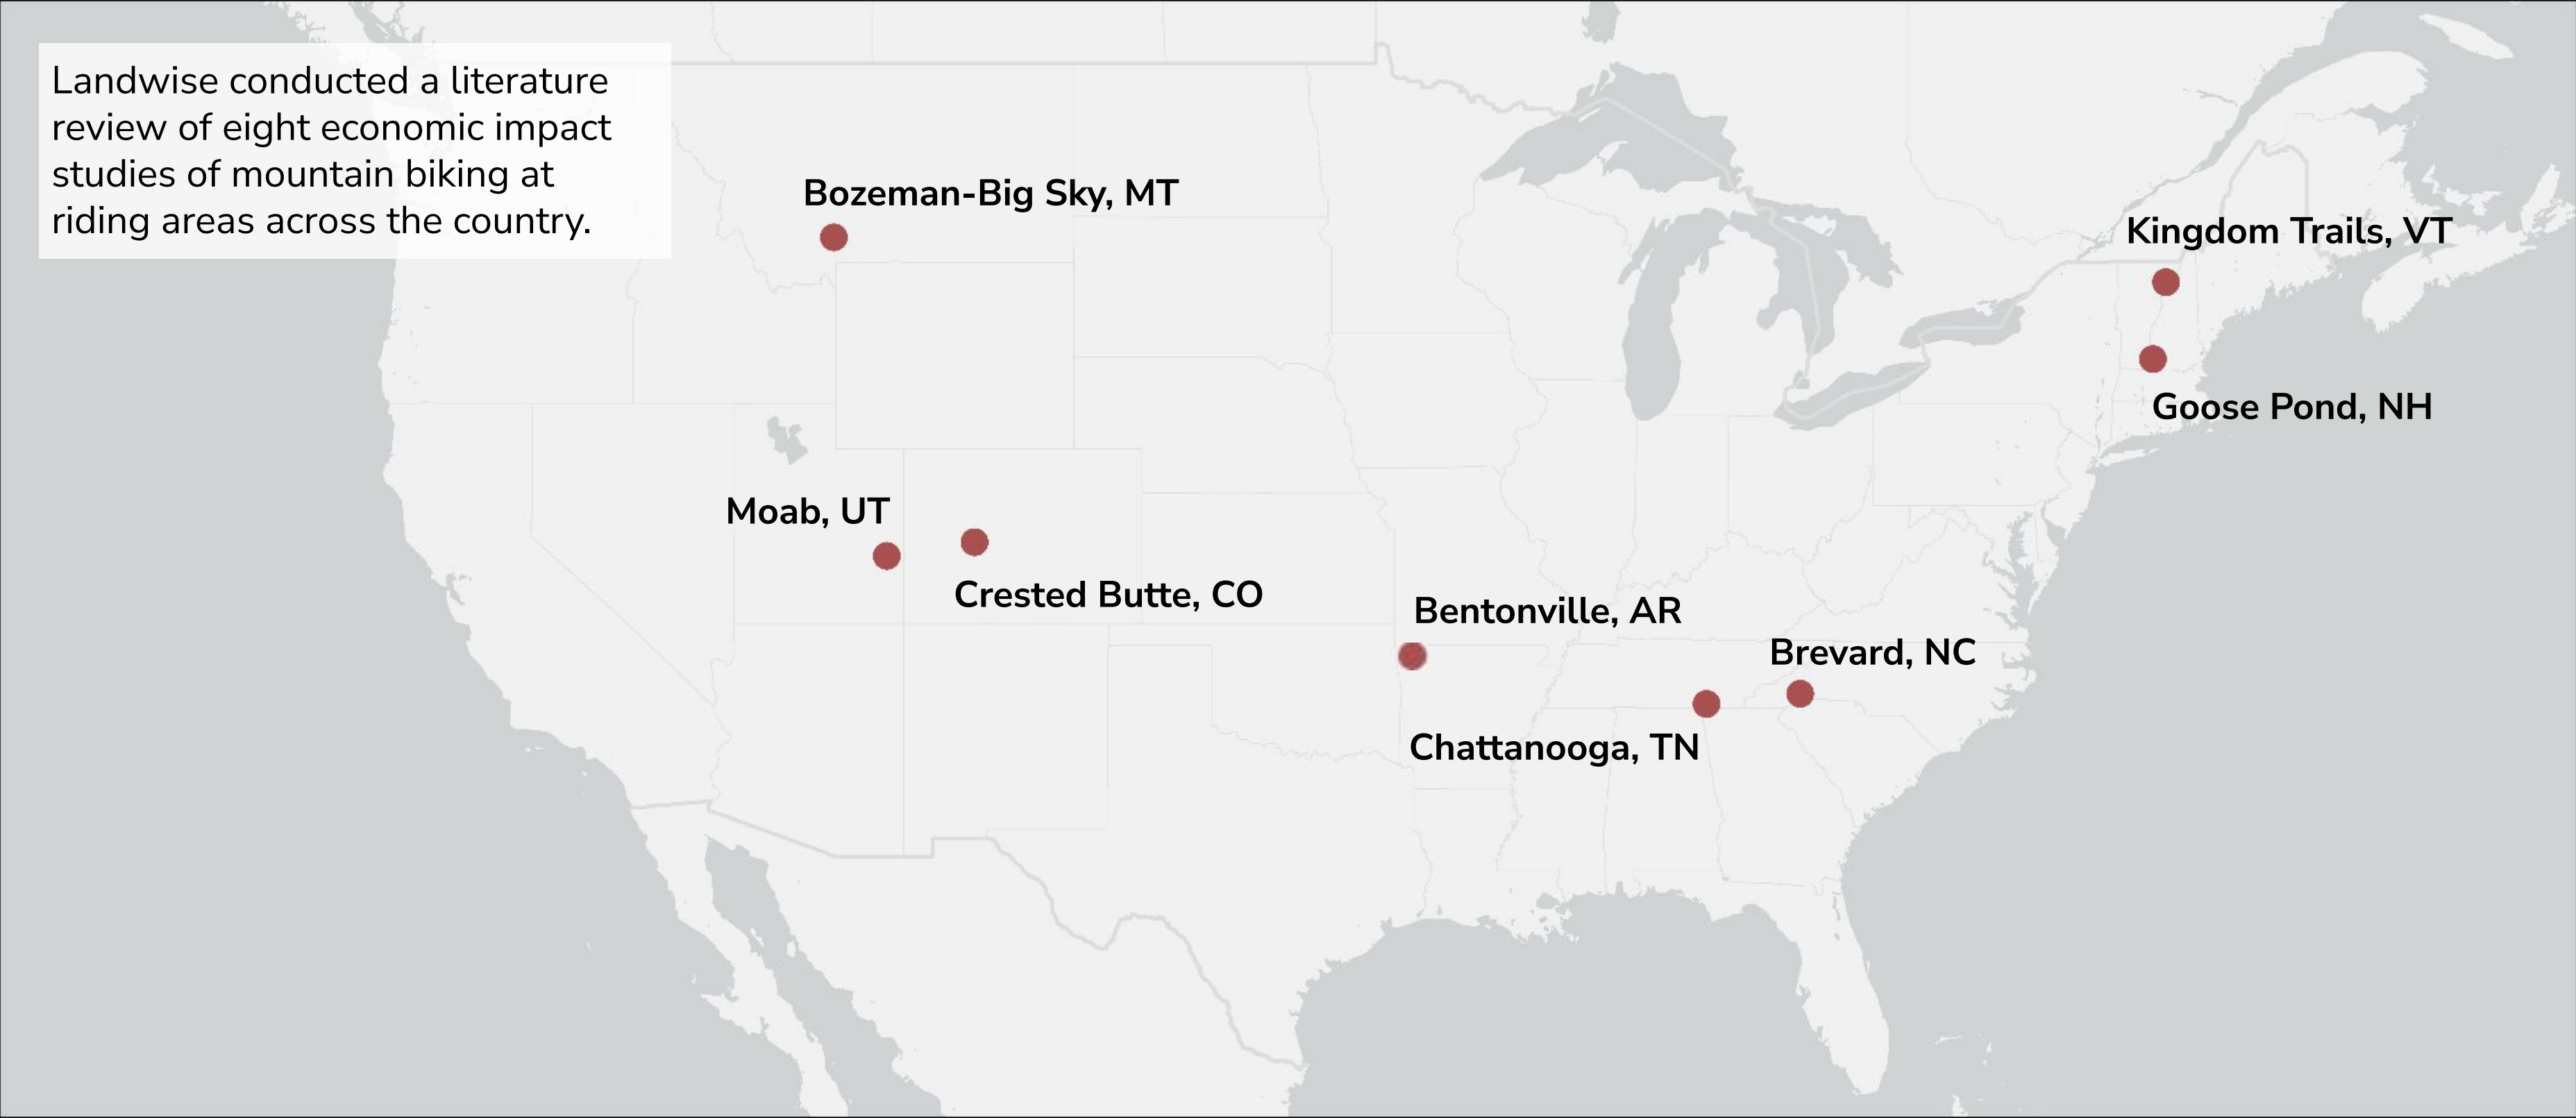 Landwise conducted a literature
review of eight economic impact
studies of mountain biking at
riding areas across the country.
Bozeman-Big Sky, MT
Kingdom Trails, VT
Goose Pond, NH
Moab, UT
Crested Butte, CO
Bentonville, AR
Brevard, NC
Chattanooga, TN